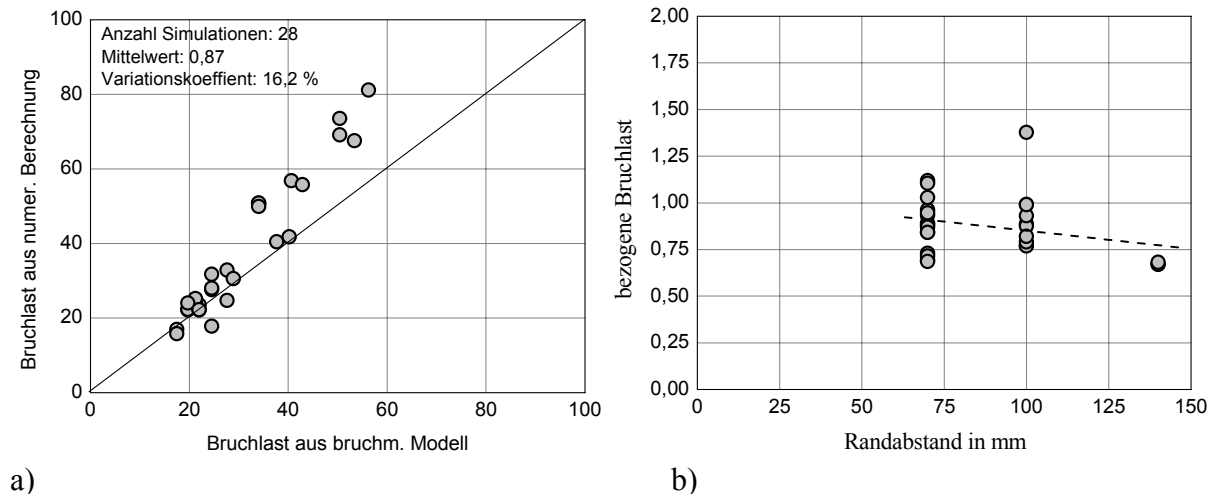 100
80
60
40
20
0
0 20 40 60 80 100
Bruchlast aus numer. Berechnung
Anzahl Simulationen: 28
Mittelwert: 0,87
Variationskoeffient: 16,2 %
Bruchlast aus bruchm. Modell
a)
2,00
1,75
1,50
1,25
1,00
0,75
0,50
0,25
0,00
0 25 50 75 100 125 150
bezogene Bruchlast
Randabstand in mm
b)